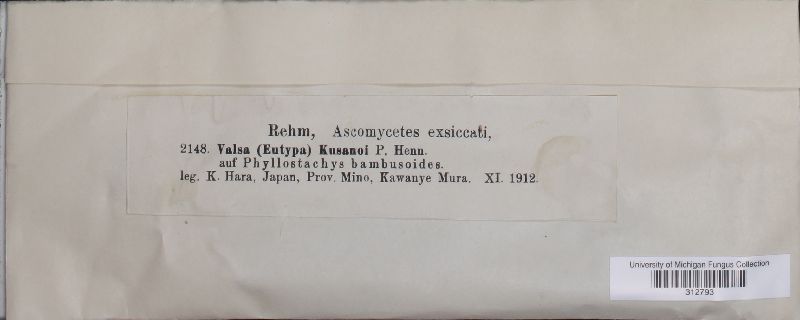 Rehm, Ascomycetes exsiccati,
2148. Valsa (Eutypa) Kusanoi P. Henn.
auf Phyllostachys bambusoides.
leg. K. Hara, Japan, Prov. Mino, Kawanye Mura. XI. 1912.
University of Michigan Fungus Collection
312793